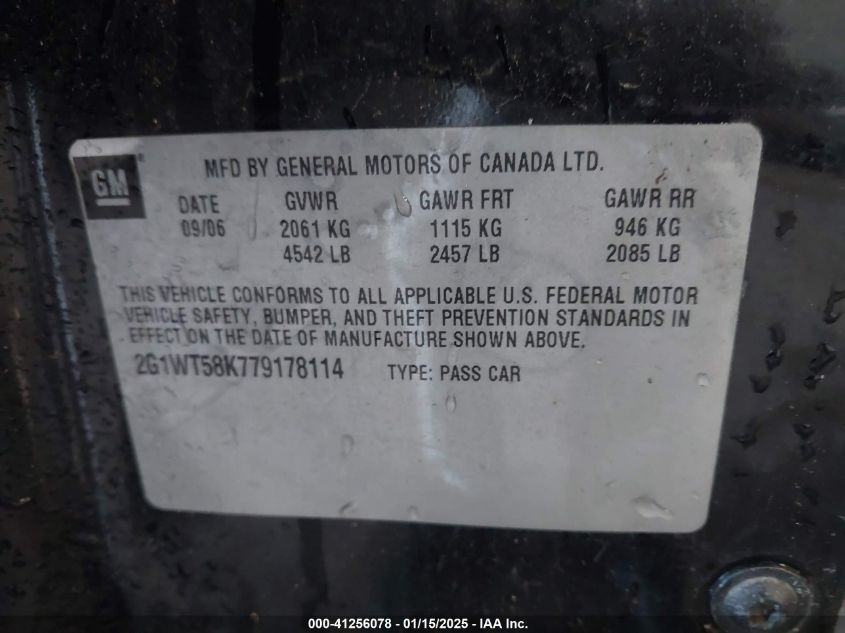 GM
MFD BY GENERAL MOTORS OF CANADA LTD.
DATE GVWR GAWR FRT GAWR RR
09/06 2061 KG 1115 KG 946 KG
4542 LB 2457 LB 2085 LB
THIS VEHICLE CONFORMS TO ALL APPLICABLE U.S. FEDERAL MOTOR
VEHICLE SAFETY, BUMPER, AND THEFT PREVENTION STANDARDS IN
EFFECT ON THE DATE OF MANUFACTURE SHOWN ABOVE.
2G1WT58K779178114 TYPE: PASS CAR
000-41256078 - 01/15/2025 - IAA Inc.